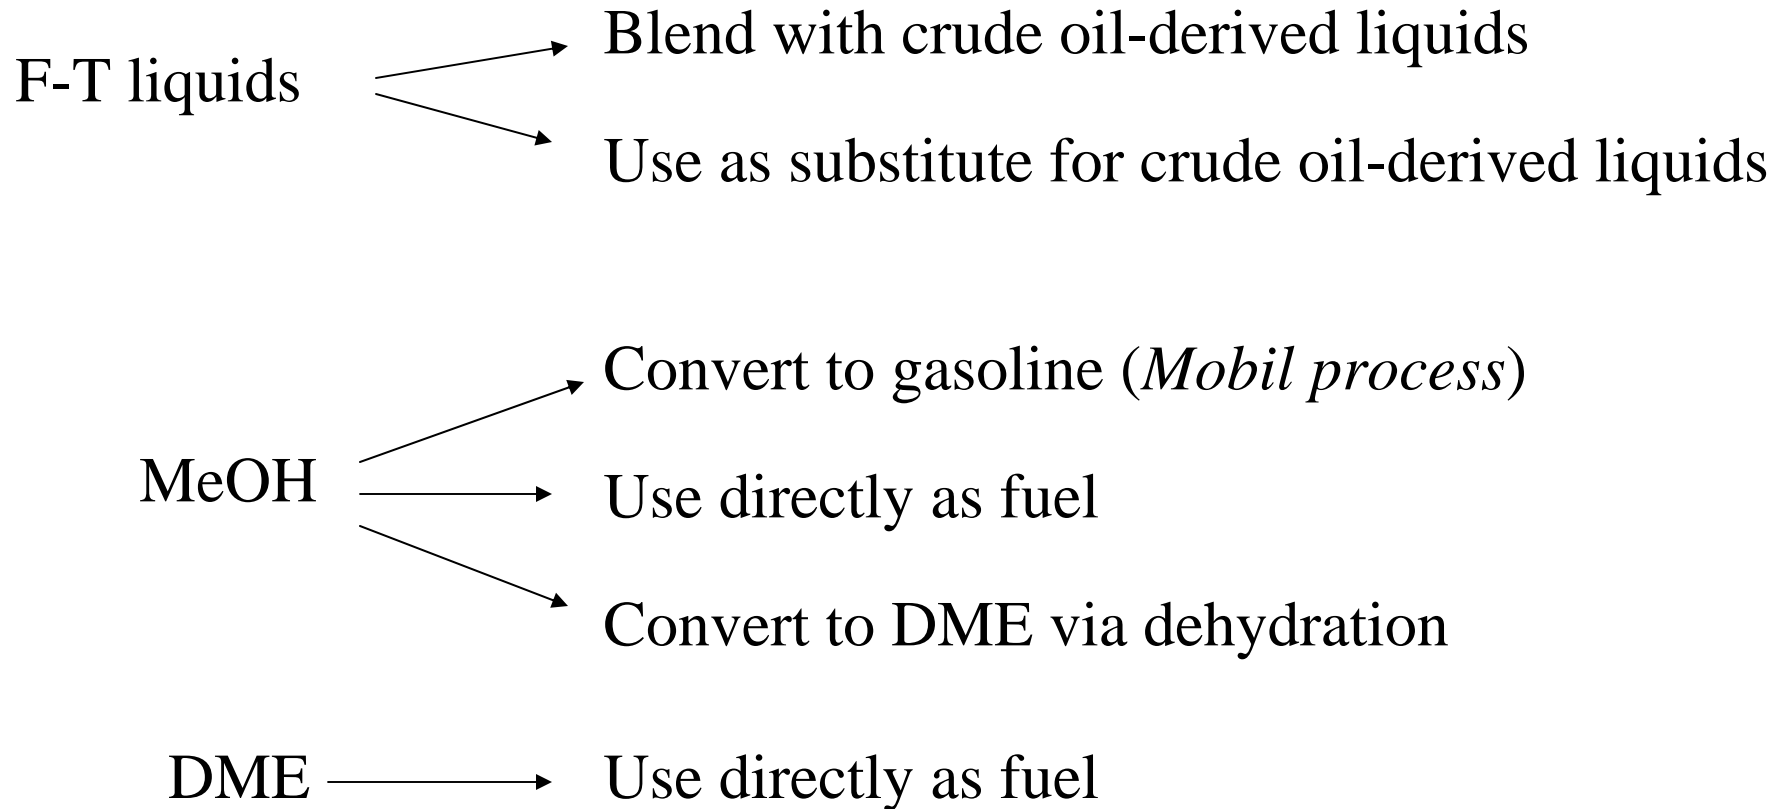 F-T liquids
Blend with crude oil-derived liquids
Use as substitute for crude oil-derived liquids
MeOH
Convert to gasoline (Mobil process)
Use directly as fuel
Convert to DME via dehydration
DME
Use directly as fuel